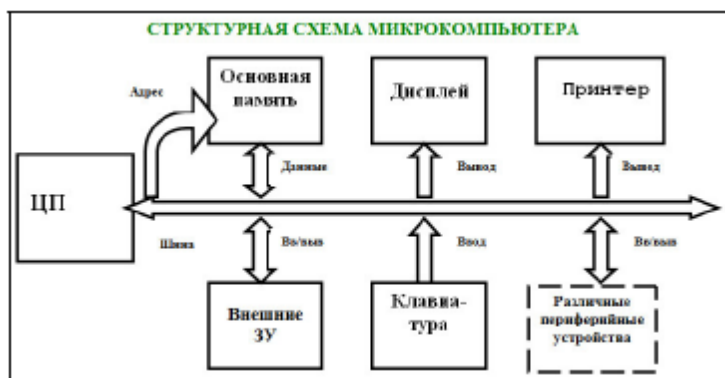 СТРУКТУРНАЯ СХЕМА МИКРОКОМПЬЮТЕРА
Основная
память
Дисплей
Принтер
Адрес
Данные
Вывод
Вывод
ЦП
Шина
Вв/выв
Ввод
Вв/выв
Внешние
ЗУ
Клавиа-
тура
Различные
периферийные
устройства